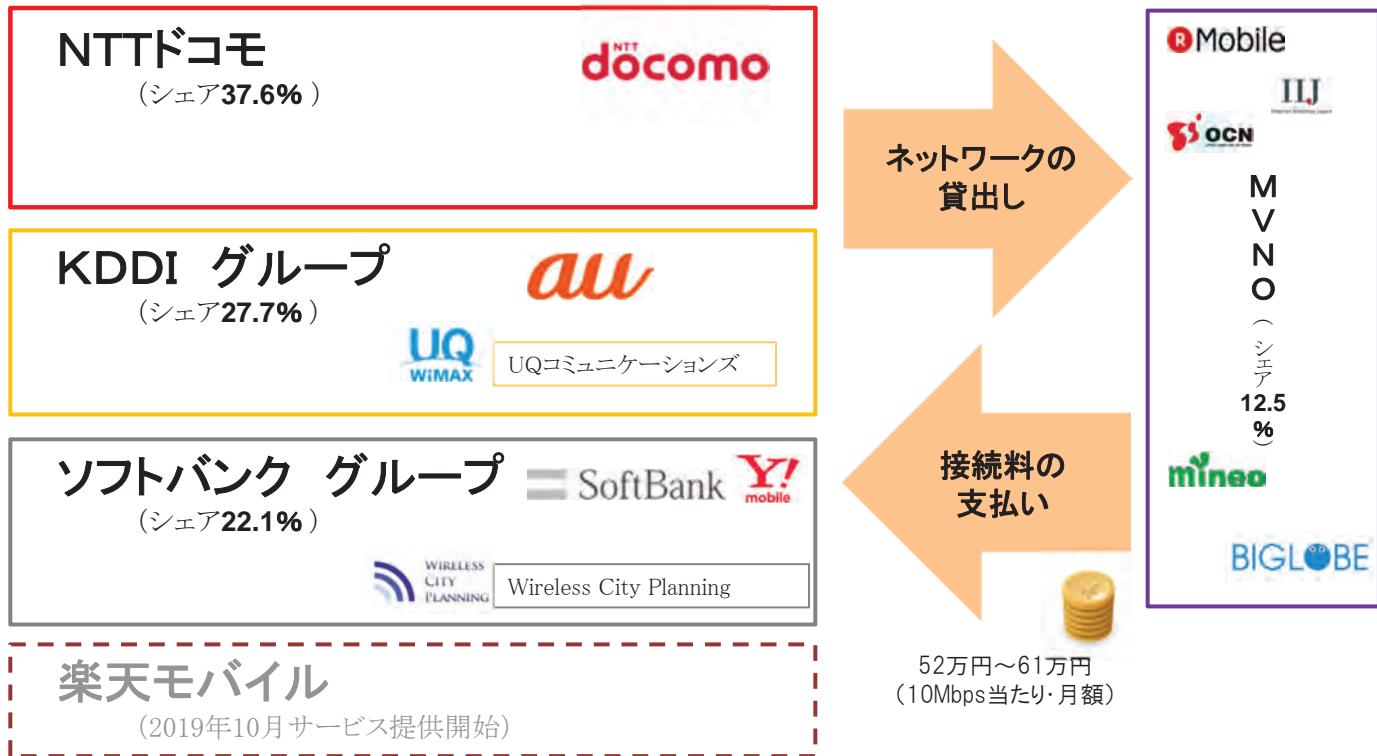 NTTドコモ
（シェア37.6% ）
NTT
döcomo
KDDI グループ
（シェア27.7% ）
au
UQ
WiMAX
UQコミュニケーションズ
ソフトバンク グループ
（シェア22.1% ）
SoftBank
Y!
mobile
WIRELESS
CITY
PLANNING
Wireless City Planning
楽天モバイル
（2019年10月サービス提供開始）
ネットワークの
貸出し
接続料の
支払い
52万円～61万円
（10Mbps当たり・月額）
R Mobile
IIJ
OCN
MVNO（シェア12.5%）
mineo
BIGLOBE